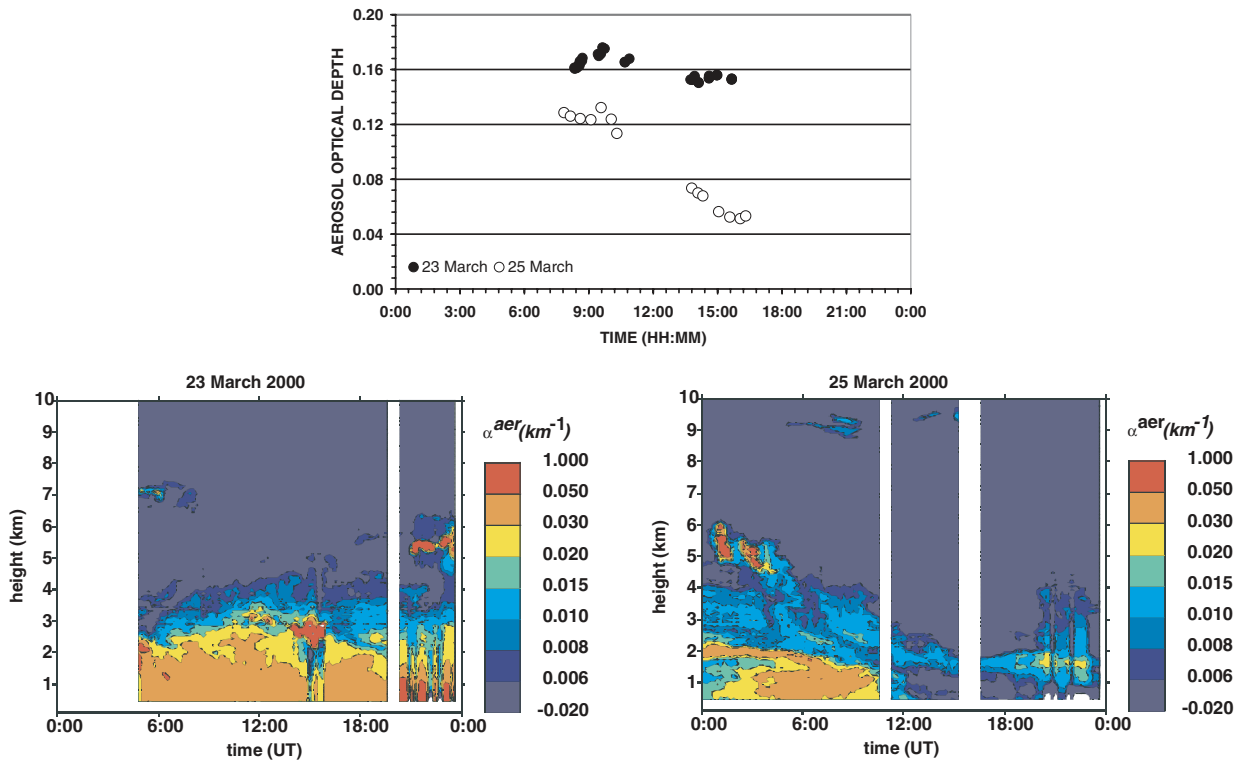 AEROSOL OPTICAL DEPTH
0.20
0.16
0.12
0.08
0.04
0.00
23 March
25 March
0:00 3:00 6:00 9:00 12:00 15:00 18:00 21:00 0:00
TIME (HH:MM)
23 March 2000
height (km)
10
9
8
7
6
5
4
3
2
1
0:00 6:00 12:00 18:00 0:00
time (UT)
α^aer (km^-1)
1.000
0.050
0.030
0.020
0.015
0.010
0.008
0.006
-0.020
25 March 2000
height (km)
10
9
8
7
6
5
4
3
2
1
0:00 6:00 12:00 18:00 0:00
time (UT)
α^aer (km^-1)
1.000
0.050
0.030
0.020
0.015
0.010
0.008
0.006
-0.020